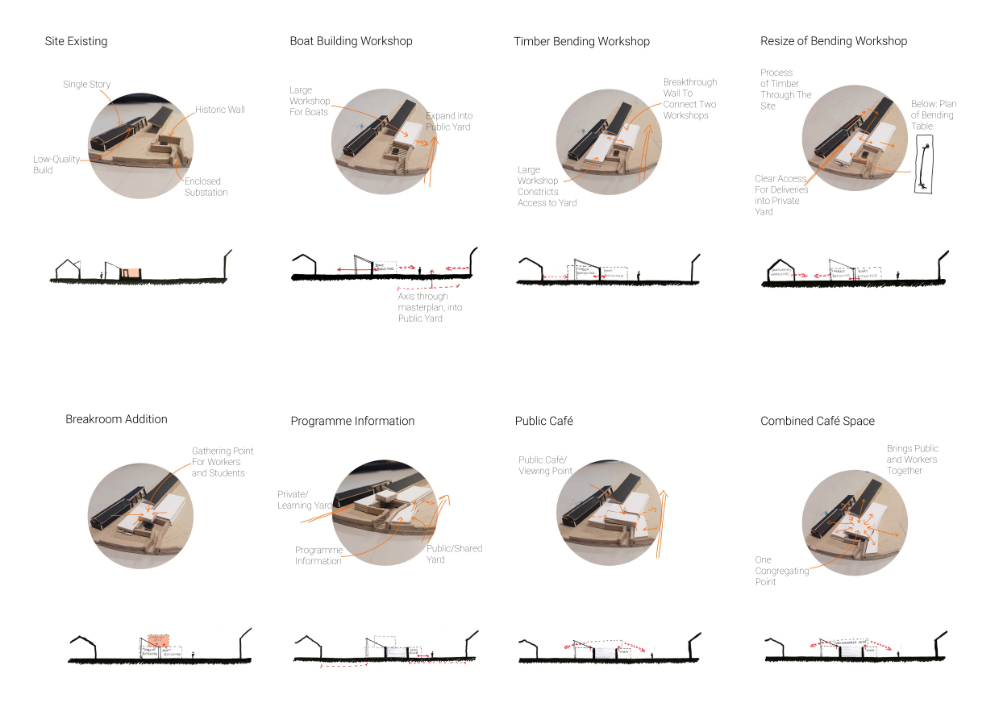 Site Existing
Single Story
Historic Wall
Low-Quality
Build
Enclosed
Substation
Boat Building Workshop
Large
Workshop
For Boats
Expand into
Public Yard
Axis through
masterplan, into
Public Yard
Timber Bending Workshop
Breakthrough
Wall To
Connect Two
Workshops
Large
Workshop
Constricts
Access to Yard
Resize of Bending Workshop
Process
of Timber
Through The
Site
Below: Plan
of Bending
Table
Clear Access
For Deliveries
into Private
Yard
Breakroom Addition
Gathering Point
For Workers
and Students
Programme Information
Private/
Learning Yard
Programme
Information
Public/Shared
Yard
Public Café
Public Café/
Viewing Point
Combined Café Space
Brings Public
and Workers
Together
One
Congregating
Point